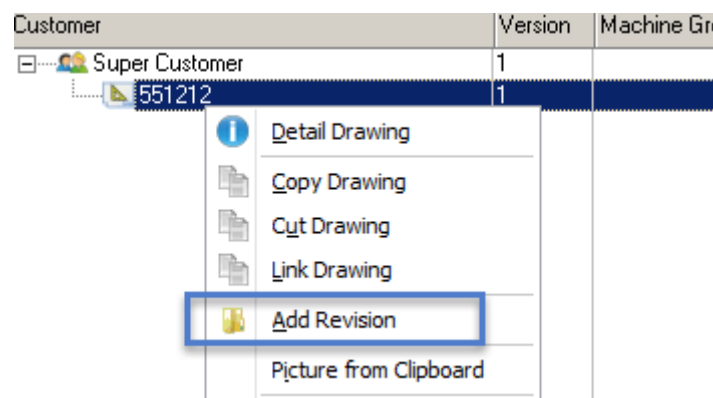 Customer Version Machine Gr
Super Customer 1
551212 1
Detail Drawing
Copy Drawing
Cut Drawing
Link Drawing
Add Revision
Picture from Clipboard